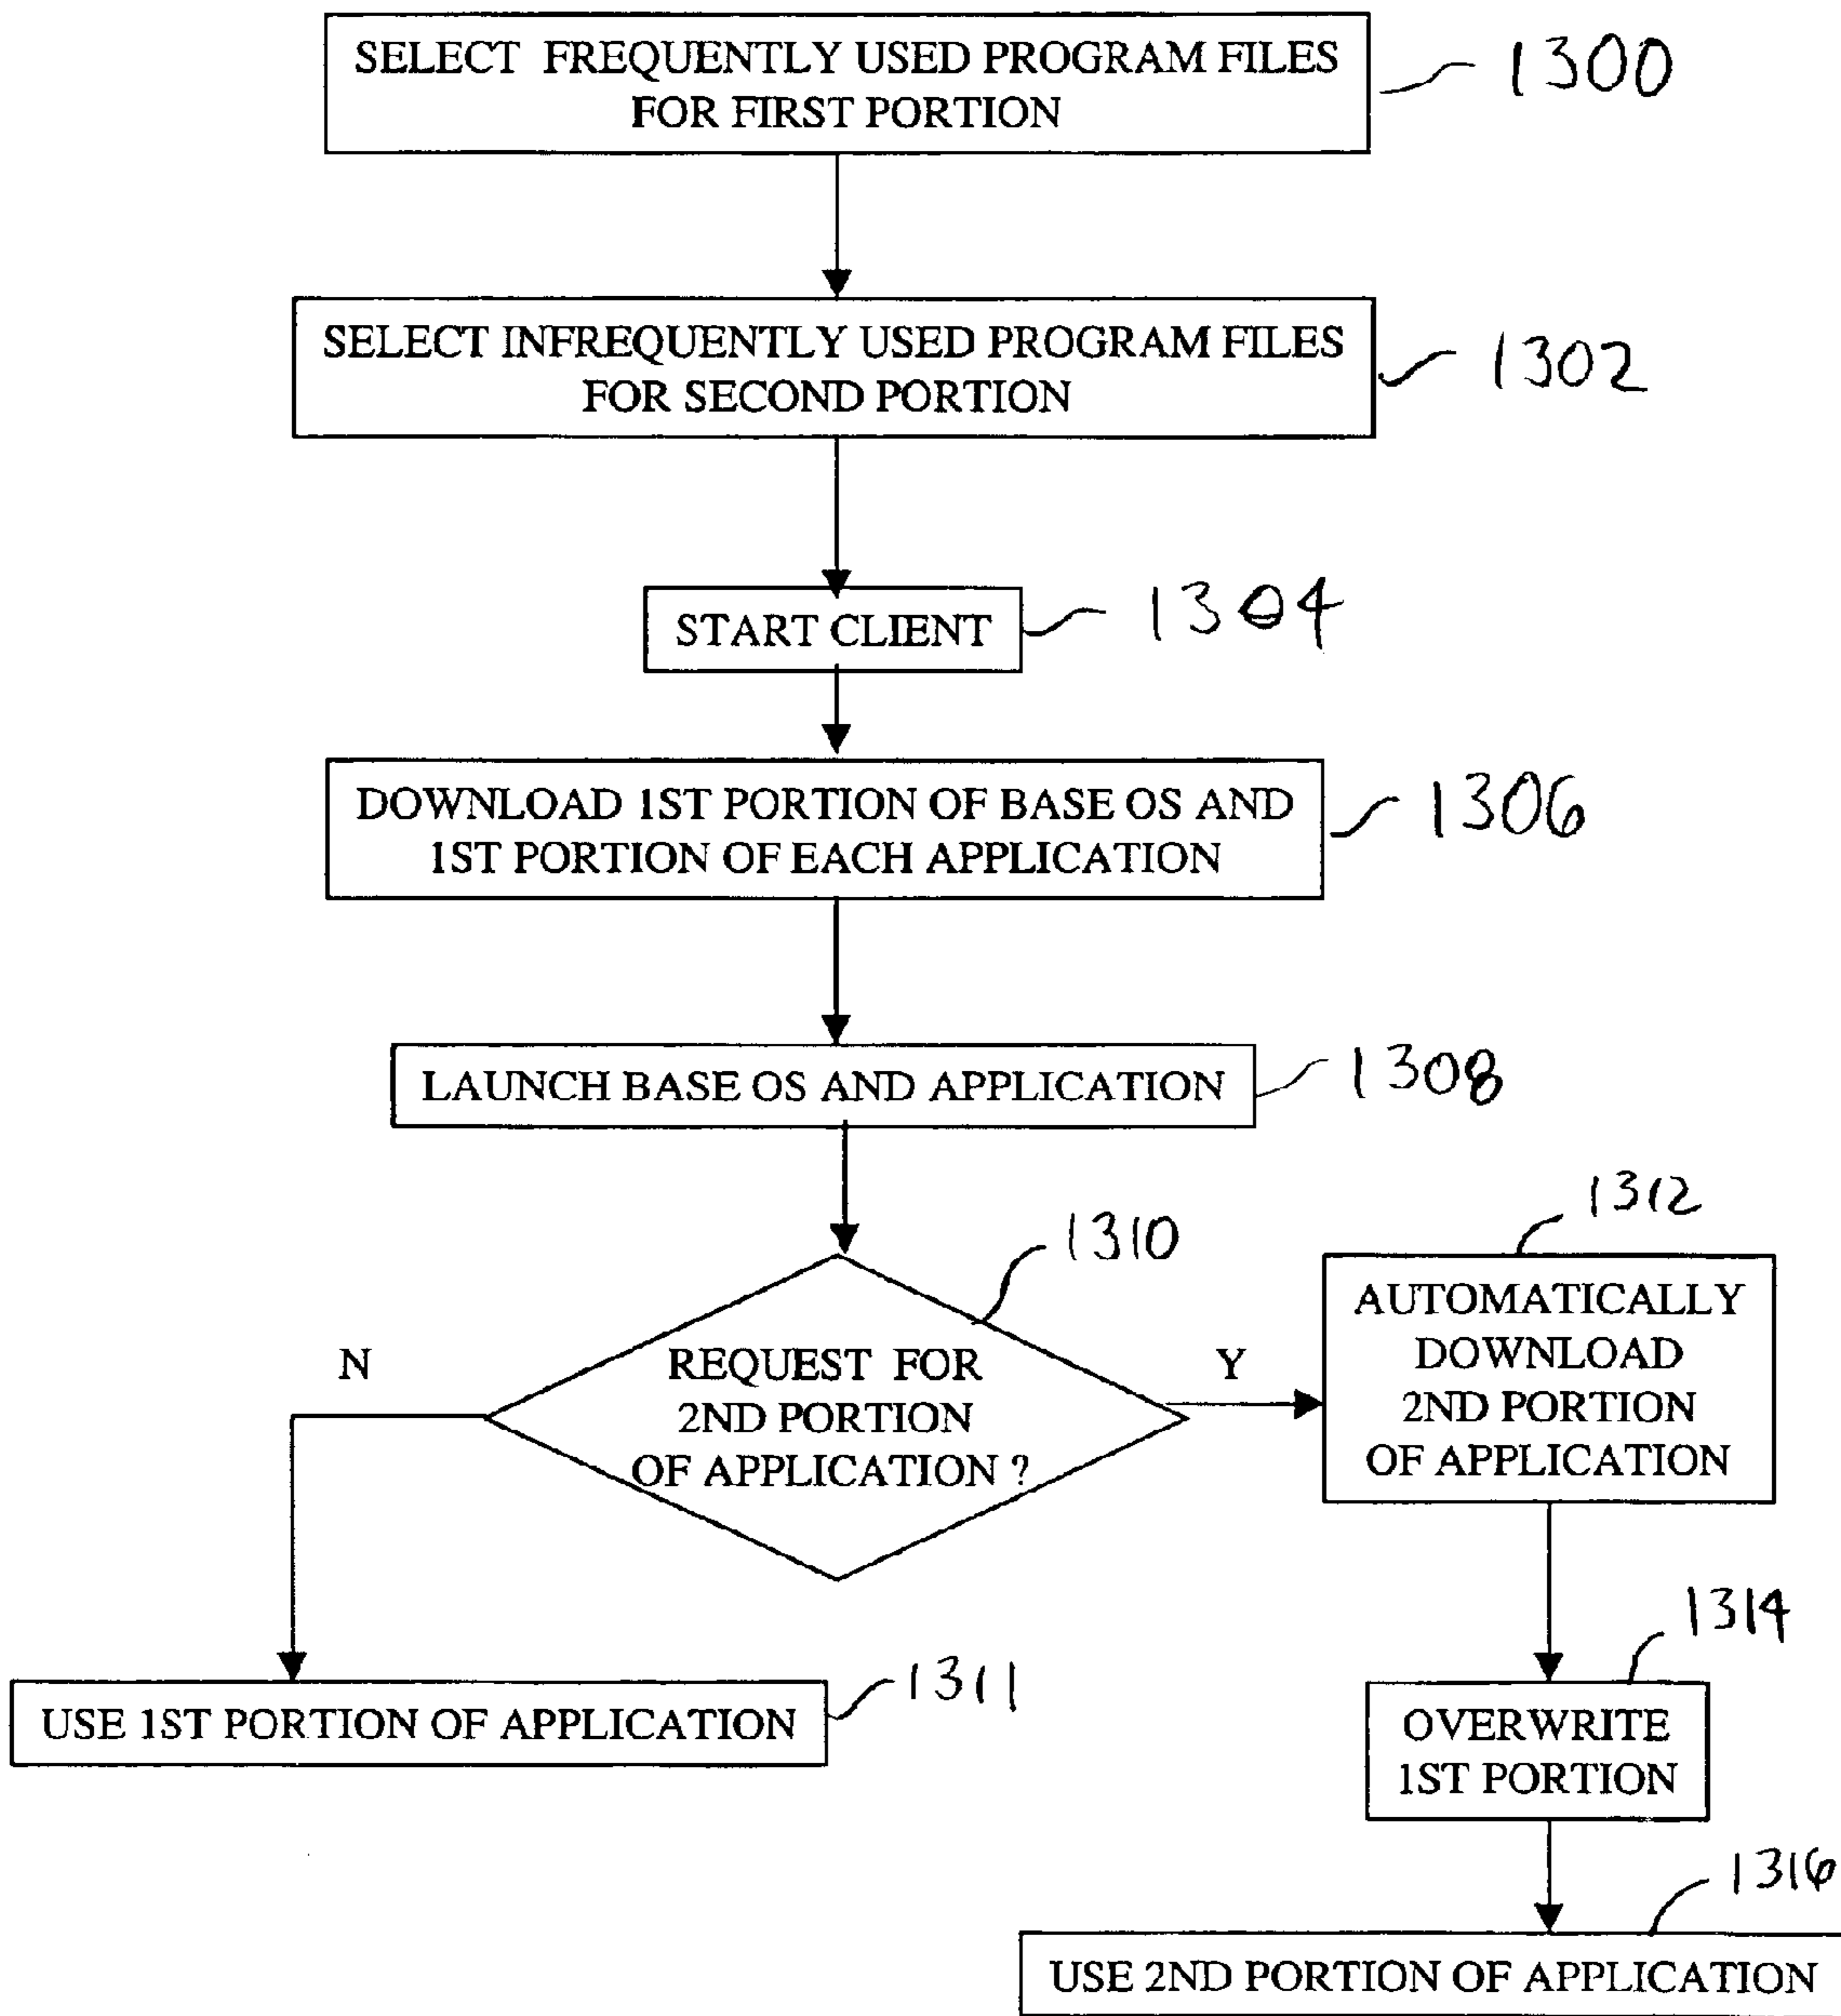 SELECT FREQUENTLY USED PROGRAM FILES
FOR FIRST PORTION
1300
SELECT INFREQUENTLY USED PROGRAM FILES
FOR SECOND PORTION
1302
START CLIENT
1304
DOWNLOAD 1ST PORTION OF BASE OS AND
1ST PORTION OF EACH APPLICATION
1306
LAUNCH BASE OS AND APPLICATION
1308
1310
REQUEST FOR
2ND PORTION
OF APPLICATION ?
N
Y
1312
AUTOMATICALLY
DOWNLOAD
2ND PORTION
OF APPLICATION
USE 1ST PORTION OF APPLICATION
1311
1314
OVERWRITE
1ST PORTION
1316
USE 2ND PORTION OF APPLICATION